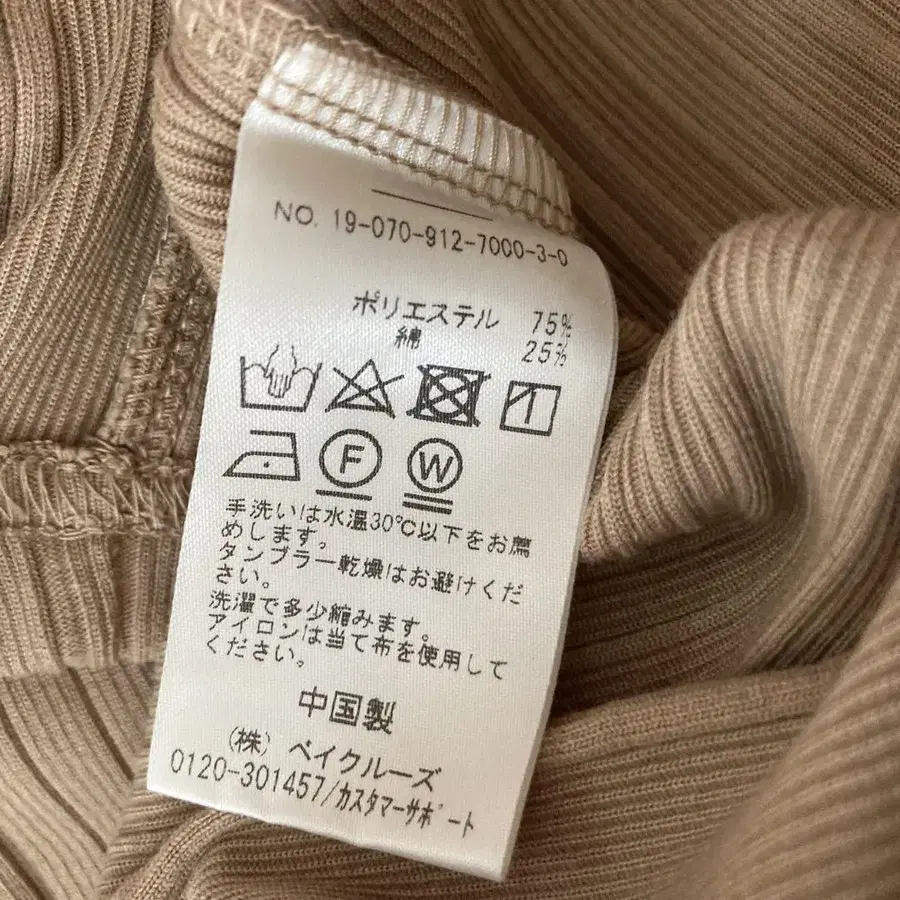 NO. 19-070-912-7000-3-0
ポリエステル 75%
綿 25%
F W
手洗いは水温30℃以下をお薦
めします。
タンブラー乾燥はお避けくだ
さい。
洗濯で多少縮みます。
アイロンは当て布を使用して
ください。
中国製
(株) ベイクルーズ
0120-301457/カスタマーサポート